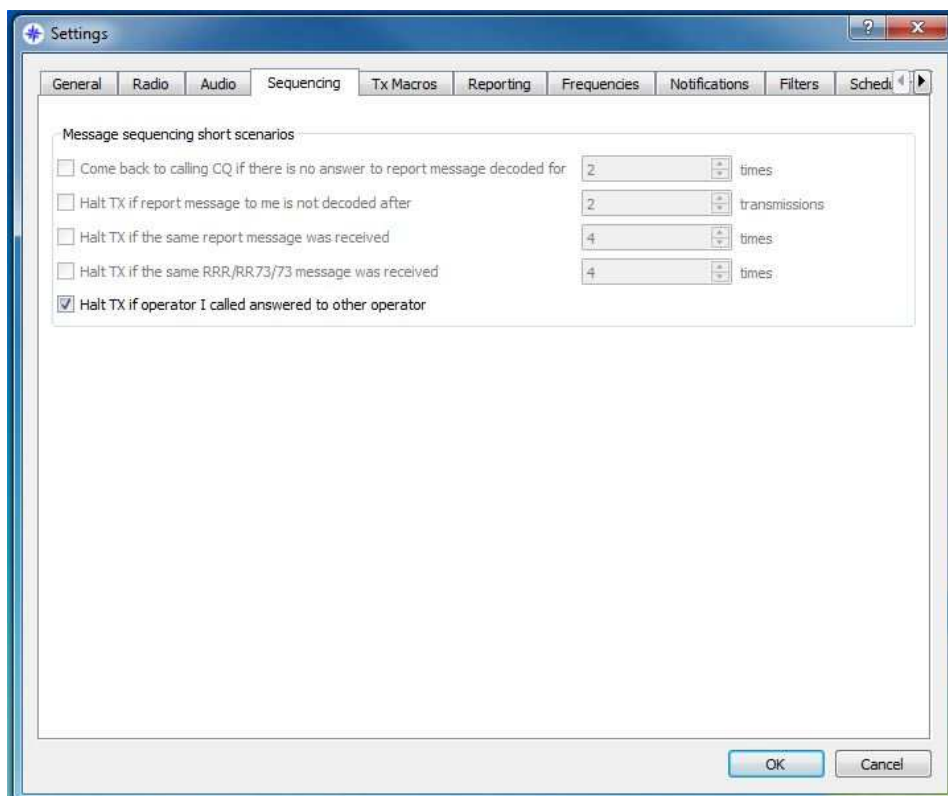 Settings
General Radio Audio Sequencing Tx Macros Reporting Frequencies Notifications Filters
Message sequencing short scenarios
Come back to calling CQ if there is no answer to report message decoded for 2 times
Halt TX if report message to me is not decoded after 2 transmissions
Halt TX if the same report message was received 4 times
Halt TX if the same RRR/RR73/73 message was received 4 times
Halt TX if operator I called answered to other operator
OK Cancel